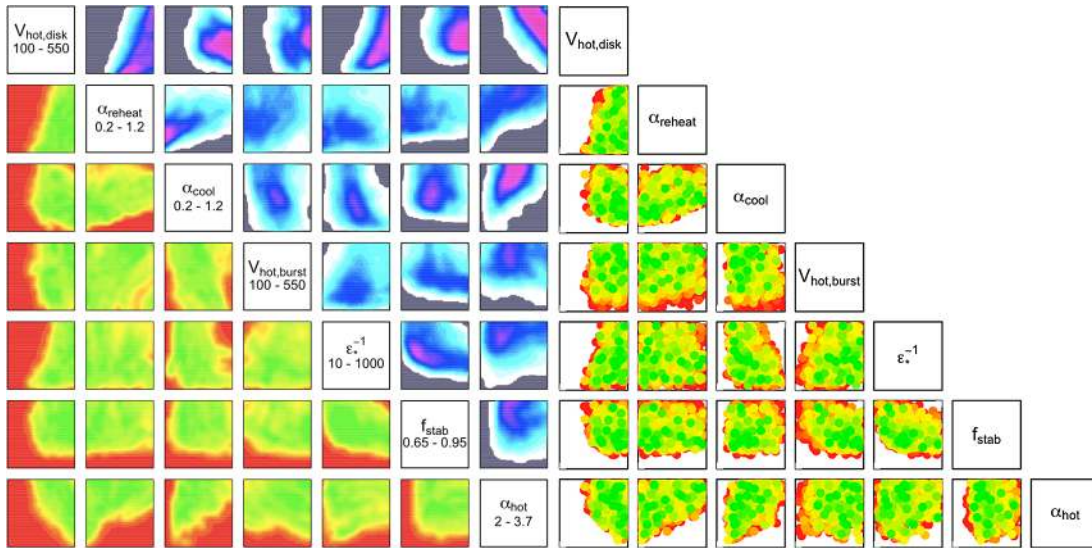 V_hot,disk
100 - 550
V_hot,disk
α_reheat
0.2 - 1.2
α_reheat
α_cool
0.2 - 1.2
α_cool
V_hot,burst
100 - 550
V_hot,burst
ε_*^-1
10 - 1000
ε_*^-1
f_stab
0.65 - 0.95
f_stab
α_hot
2 - 3.7
α_hot